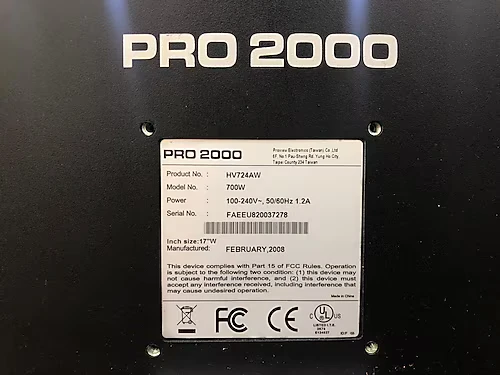 PRO 2000
PRO 2000
Proview Electronics (Taiwan) Co. Ltd
6F, No.1 Pau Sheng Rd, Yung Ho City,
Taipei County 234 Taiwan
Product No. : HV724AW
Model No. : 700W
Power : 100-240V~, 50/60Hz 1.2A
Serial No. : FAEEU820037278
Inch size:17"W
Manufactured: FEBRUARY,2008
This device complies with Part 15 of FCC Rules. Operation
is subject to the following two condition: (1) this device may
not cause harmful interference, and (2) this device must
accept any interference received, including interference that
may cause undesired operation.
Made in China
FC CE C UL US
LISTED I.T.E.